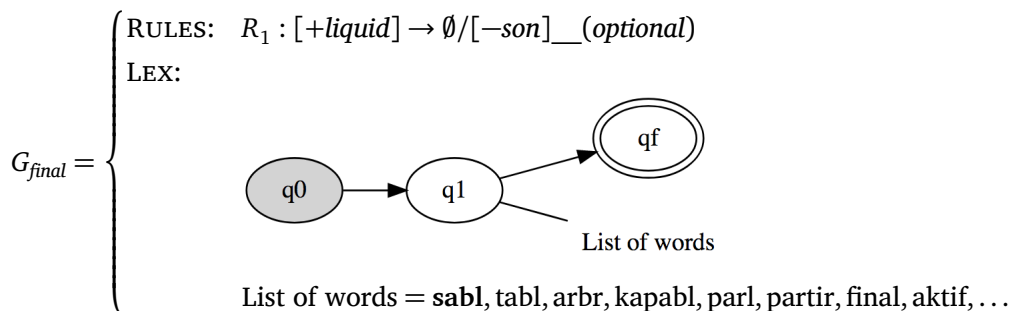 RULES: R₁ : [+liquid] → ∅/[−son]__(optional)
LEX:
G_final =
qf
q0 q1
List of words
List of words = sabl, tabl, arbr, kapabl, parl, partir, final, aktif, …